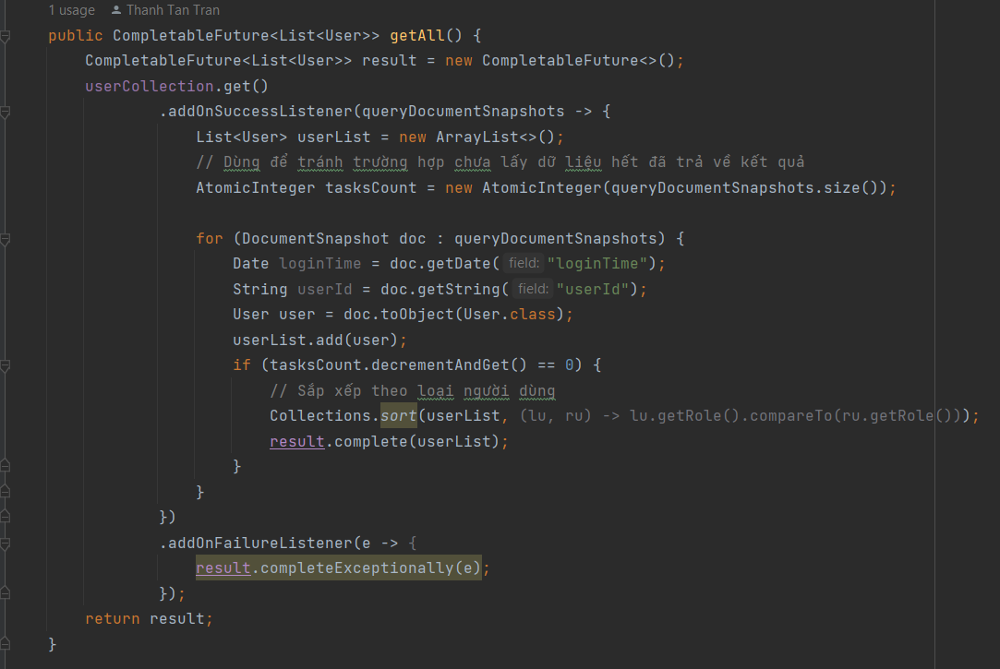 1 usage Thanh Tan Tran
public CompletableFuture<List<User>> getAll() {
CompletableFuture<List<User>> result = new CompletableFuture<>();
userCollection.get()
.addOnSuccessListener(queryDocumentSnapshots -> {
List<User> userList = new ArrayList<>();
// Dùng để tránh trường hợp chưa lấy dữ liệu hết đã trả về kết quả
AtomicInteger tasksCount = new AtomicInteger(queryDocumentSnapshots.size());
for (DocumentSnapshot doc : queryDocumentSnapshots) {
Date loginTime = doc.getDate( field: "loginTime");
String userId = doc.getString( field: "userId");
User user = doc.toObject(User.class);
userList.add(user);
if (tasksCount.decrementAndGet() == 0) {
// Sắp xếp theo loại người dùng
Collections.sort(userList, (lu, ru) -> lu.getRole().compareTo(ru.getRole()));
result.complete(userList);
}
}
})
.addOnFailureListener(e -> {
result.completeExceptionally(e);
});
return result;
}